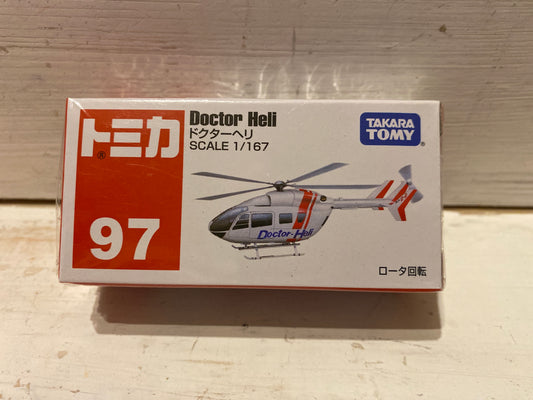 トミカ
®
97
Doctor Heli
ドクターヘリ
SCALE 1/167
TAKARA
TOMY
Doctor-Heli
ロータ回転